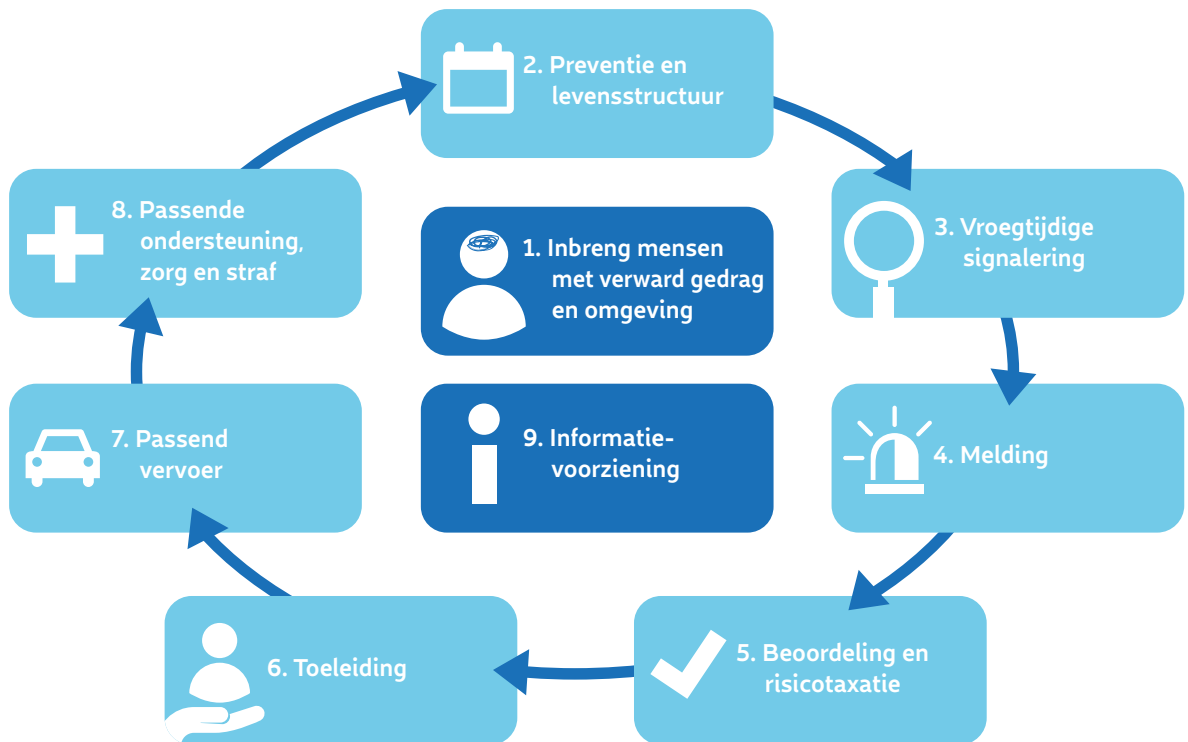 2. Preventie en
levensstructuur
8. Passende
ondersteuning,
zorg en straf
1. Inbreng mensen
met verward gedrag
en omgeving
3. Vroegtijdige
signalering
7. Passend
vervoer
9. Informatie-
voorziening
4. Melding
6. Toeleiding
5. Beoordeling en
risicotaxatie